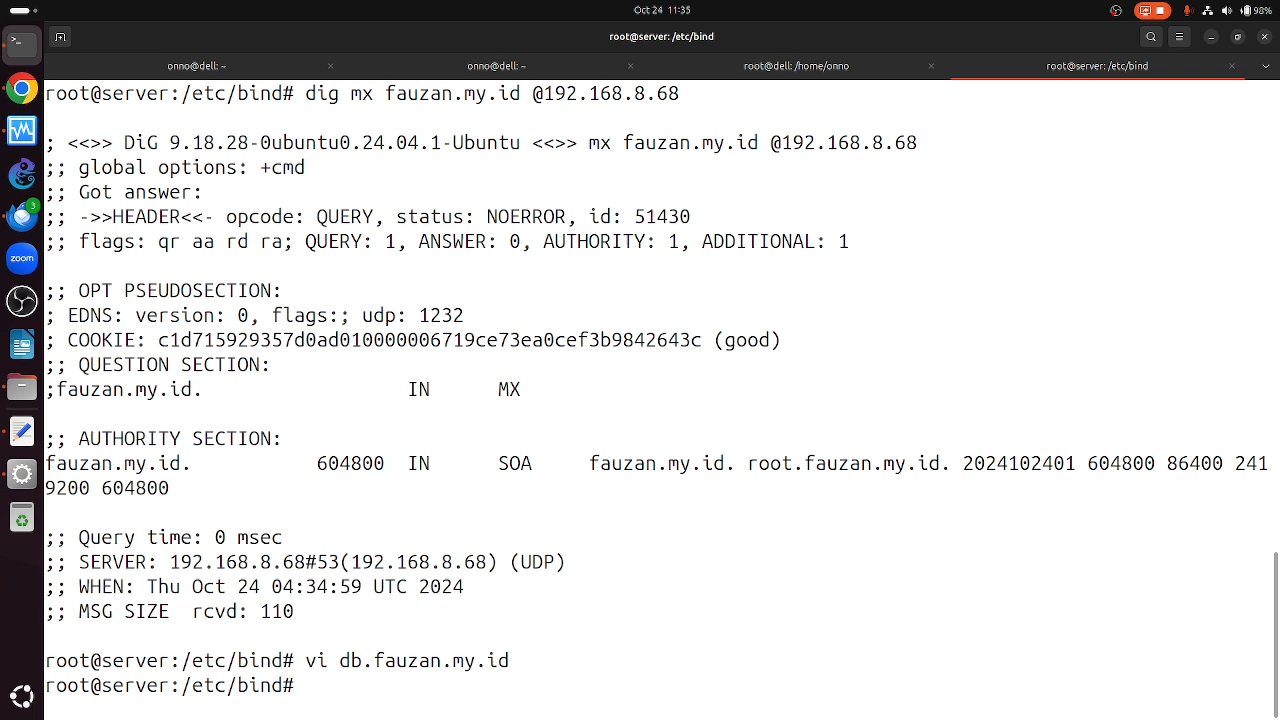 Oct 24 11:35
98%
root@server: /etc/bind
onno@dell: ~
onno@dell: ~
root@dell: /home/onno
root@server: /etc/bind
root@server:/etc/bind# dig mx fauzan.my.id @192.168.8.68
; <<>> DiG 9.18.28-0ubuntu0.24.04.1-Ubuntu <<>> mx fauzan.my.id @192.168.8.68
;; global options: +cmd
;; Got answer:
;; ->>HEADER<<- opcode: QUERY, status: NOERROR, id: 51430
;; flags: qr aa rd ra; QUERY: 1, ANSWER: 0, AUTHORITY: 1, ADDITIONAL: 1
;; OPT PSEUDOSECTION:
; EDNS: version: 0, flags:; udp: 1232
; COOKIE: c1d715929357d0ad010000006719ce73ea0cef3b9842643c (good)
;; QUESTION SECTION:
;fauzan.my.id. IN MX
;; AUTHORITY SECTION:
fauzan.my.id. 604800 IN SOA fauzan.my.id. root.fauzan.my.id. 2024102401 604800 86400 241
9200 604800
;; Query time: 0 msec
;; SERVER: 192.168.8.68#53(192.168.8.68) (UDP)
;; WHEN: Thu Oct 24 04:34:59 UTC 2024
;; MSG SIZE rcvd: 110
root@server:/etc/bind# vi db.fauzan.my.id
root@server:/etc/bind#
3
zoom